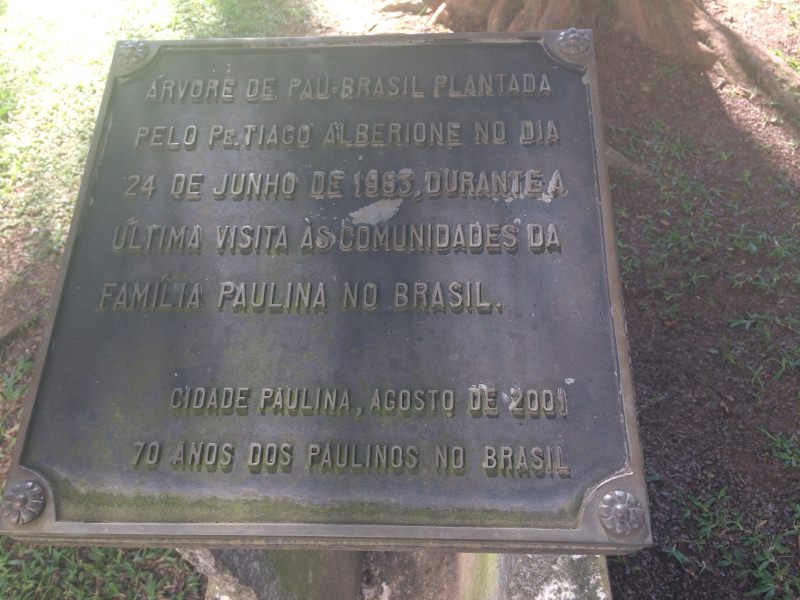 ÁRVORE DE PAU-BRASIL PLANTADA
PELO Pe. TIAGO ALBERIONE NO DIA
24 DE JUNHO DE 1963, DURANTE A
ÚLTIMA VISITA ÀS COMUNIDADES DA
FAMÍLIA PAULINA NO BRASIL.
CIDADE PAULINA, AGOSTO DE 2001
70 ANOS DOS PAULINOS NO BRASIL